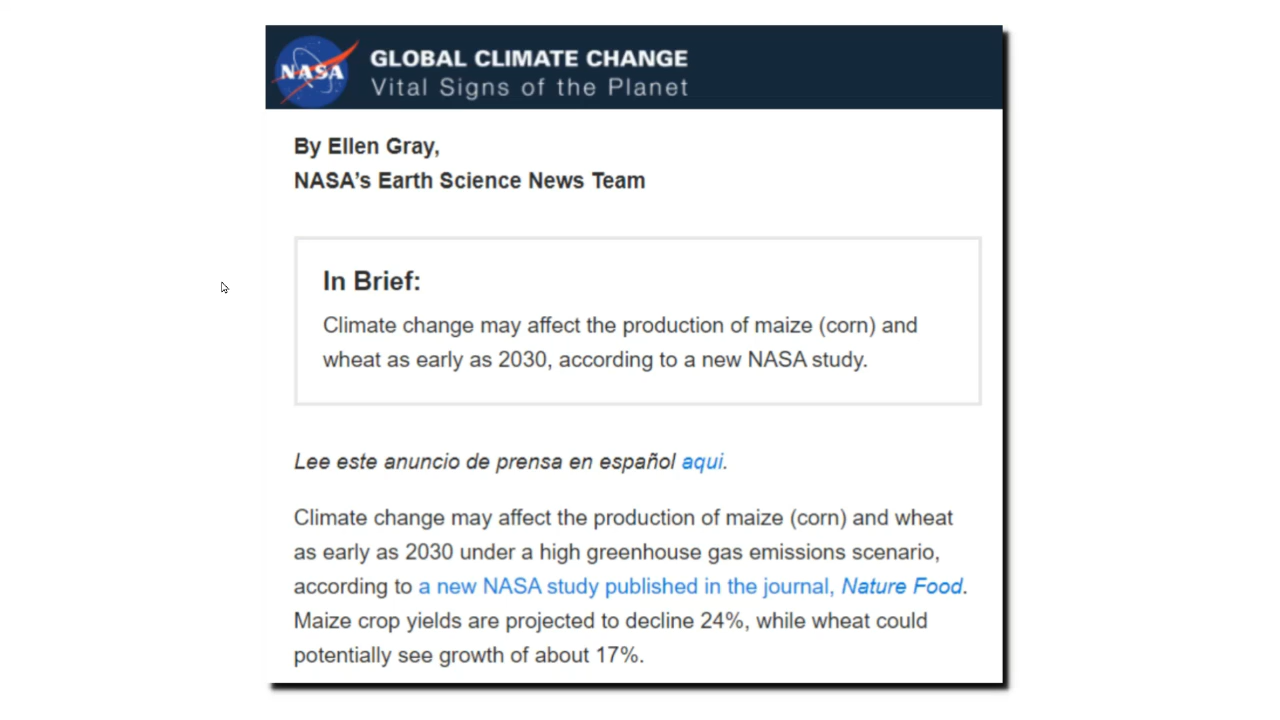 NASA
GLOBAL CLIMATE CHANGE
Vital Signs of the Planet
By Ellen Gray,
NASA’s Earth Science News Team
In Brief:
Climate change may affect the production of maize (corn) and
wheat as early as 2030, according to a new NASA study.
Lee este anuncio de prensa en español aqui.
Climate change may affect the production of maize (corn) and wheat
as early as 2030 under a high greenhouse gas emissions scenario,
according to a new NASA study published in the journal, Nature Food.
Maize crop yields are projected to decline 24%, while wheat could
potentially see growth of about 17%.